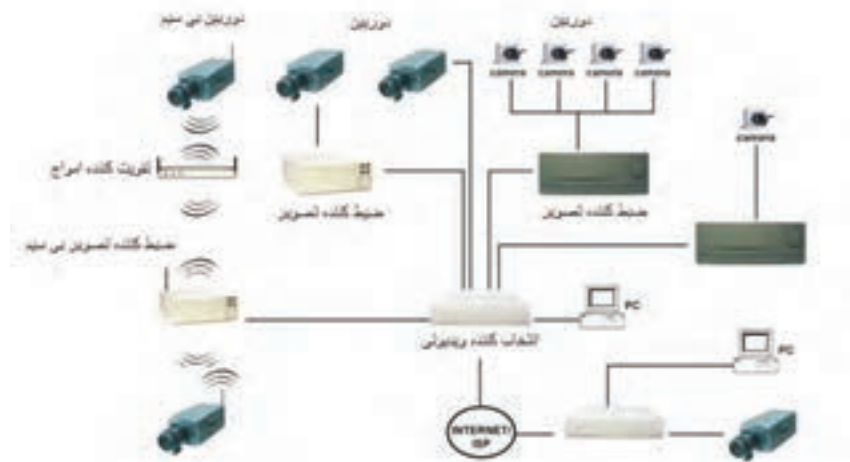 دوربین بی سیم
دوربین
دوربین
camera
camera
camera
camera
camera
تقویت کننده امواج
ضبط کننده تصویر
ضبط کننده تصویر
ضبط کننده تصویر بی سیم
PC
انتخاب کننده ویدیوئی
PC
INTERNET/
ISP